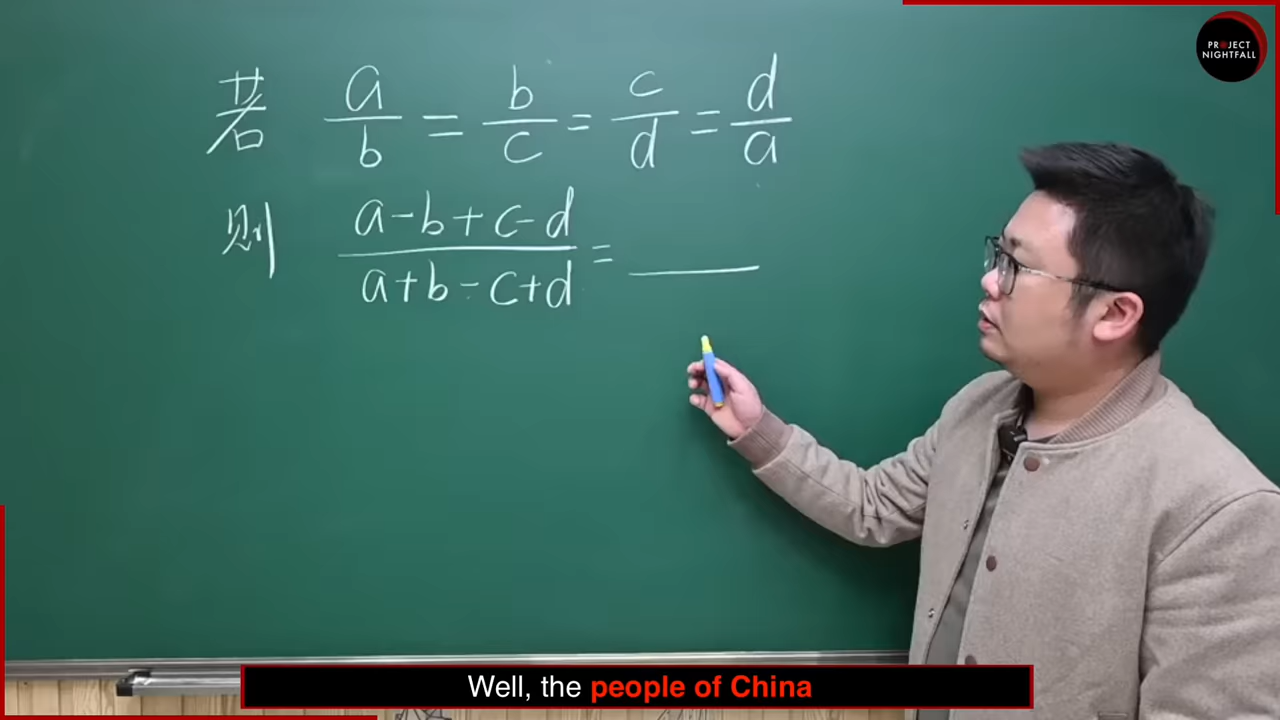 PROJECT
NIGHTFALL
若 a/b = b/c = c/d = d/a
则 a-b+c-d/a+b-c+d = ____
Well, the people of China